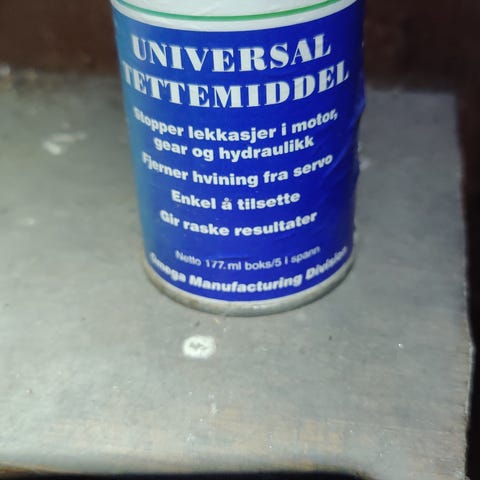 UNIVERSAL
TETTEMIDDEL
Stopper lekkasjer i motor,
gear og hydraulikk
Fjerner hvining fra servo
Enkel å tilsette
Gir raske resultater
Netto 177. ml boks/5 l spann
Omega Manufacturing Division